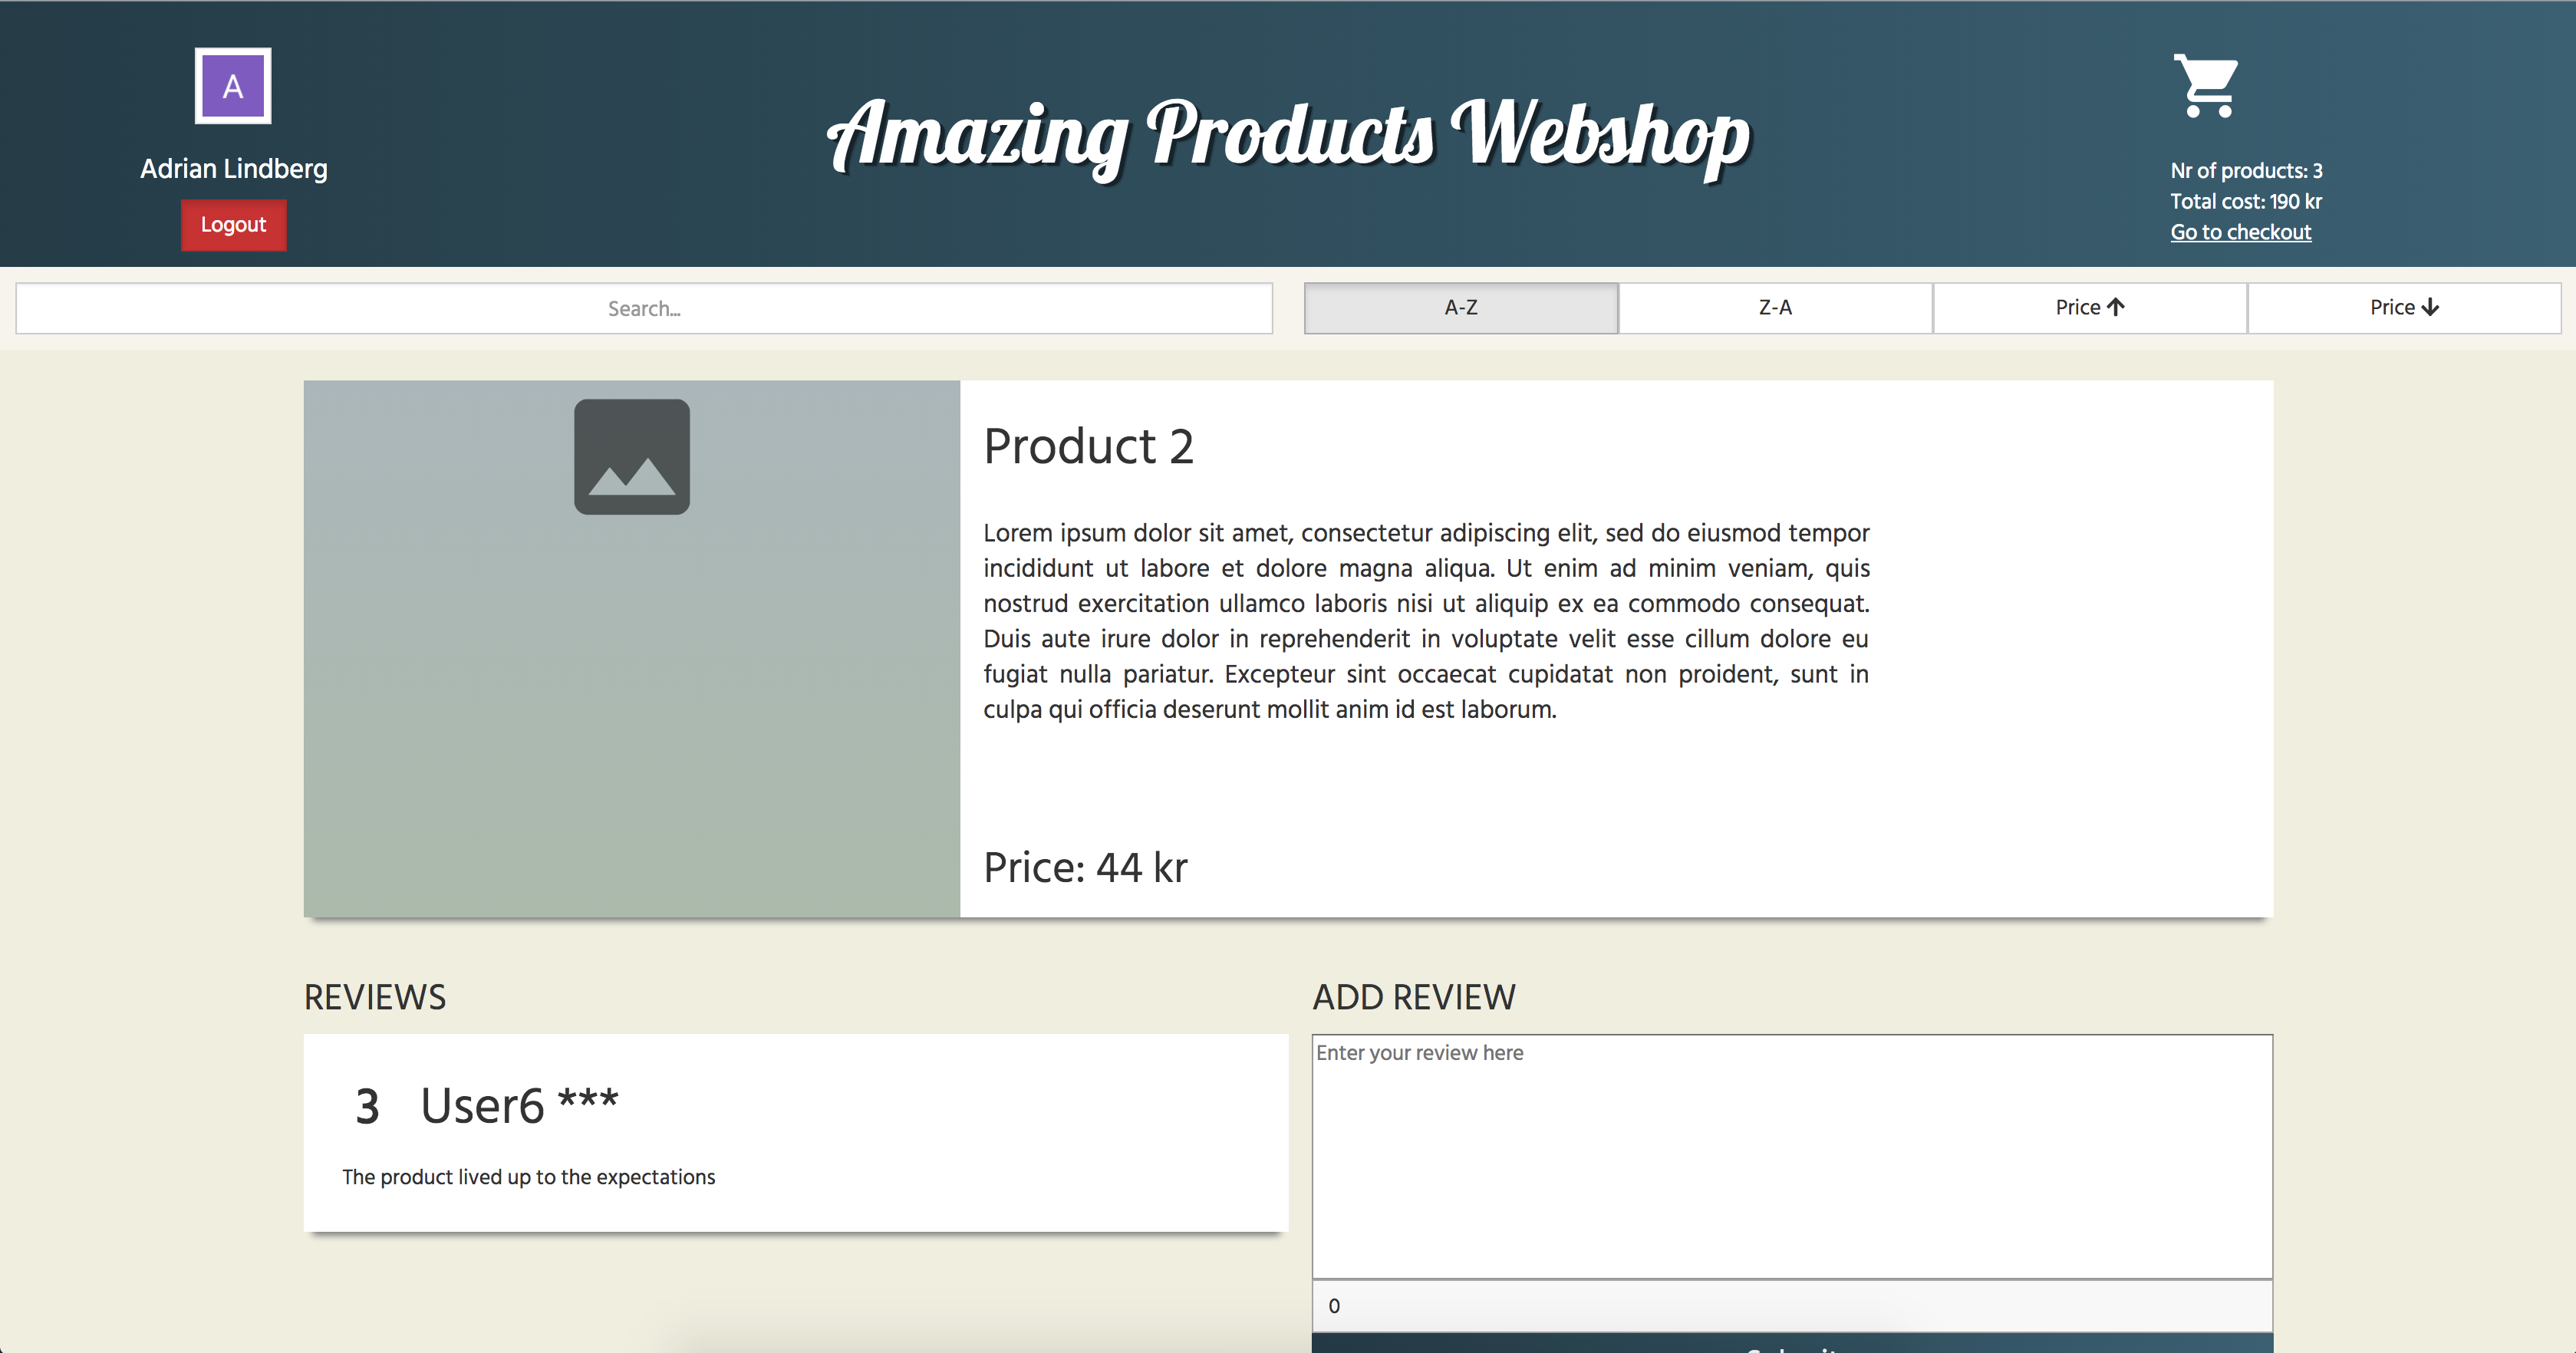 A
Adrian Lindberg
Logout
Amazing Products Webshop
Nr of products: 3
Total cost: 190 kr
Go to checkout
Search...
A-Z
Z-A
Price
Price
Product 2
Lorem ipsum dolor sit amet, consectetur adipiscing elit, sed do eiusmod tempor
incididunt ut labore et dolore magna aliqua. Ut enim ad minim veniam, quis
nostrud exercitation ullamco laboris nisi ut aliquip ex ea commodo consequat.
Duis aute irure dolor in reprehenderit in voluptate velit esse cillum dolore eu
fugiat nulla pariatur. Excepteur sint occaecat cupidatat non proident, sunt in
culpa qui officia deserunt mollit anim id est laborum.
Price: 44 kr
REVIEWS
3 User6 ***
The product lived up to the expectations
ADD REVIEW
Enter your review here
0